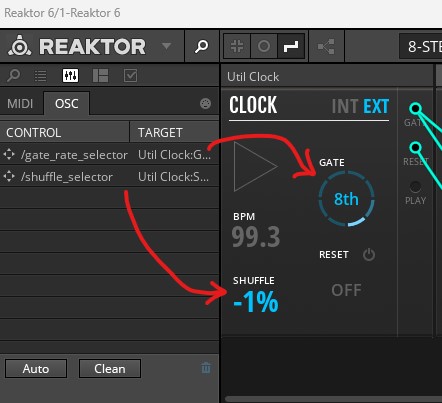 Reaktor 6/1-Reaktor 6
REAKTOR
8-STE
MIDI OSC
CONTROL TARGET
/gate_rate_selector Util Clock:G...
/shuffle_selector Util Clock:S...
Auto Clean
Util Clock
CLOCK INT EXT
GATE
8th
BPM
99.3
RESET
SHUFFLE
-1%
OFF
GATE
RESET
PLAY